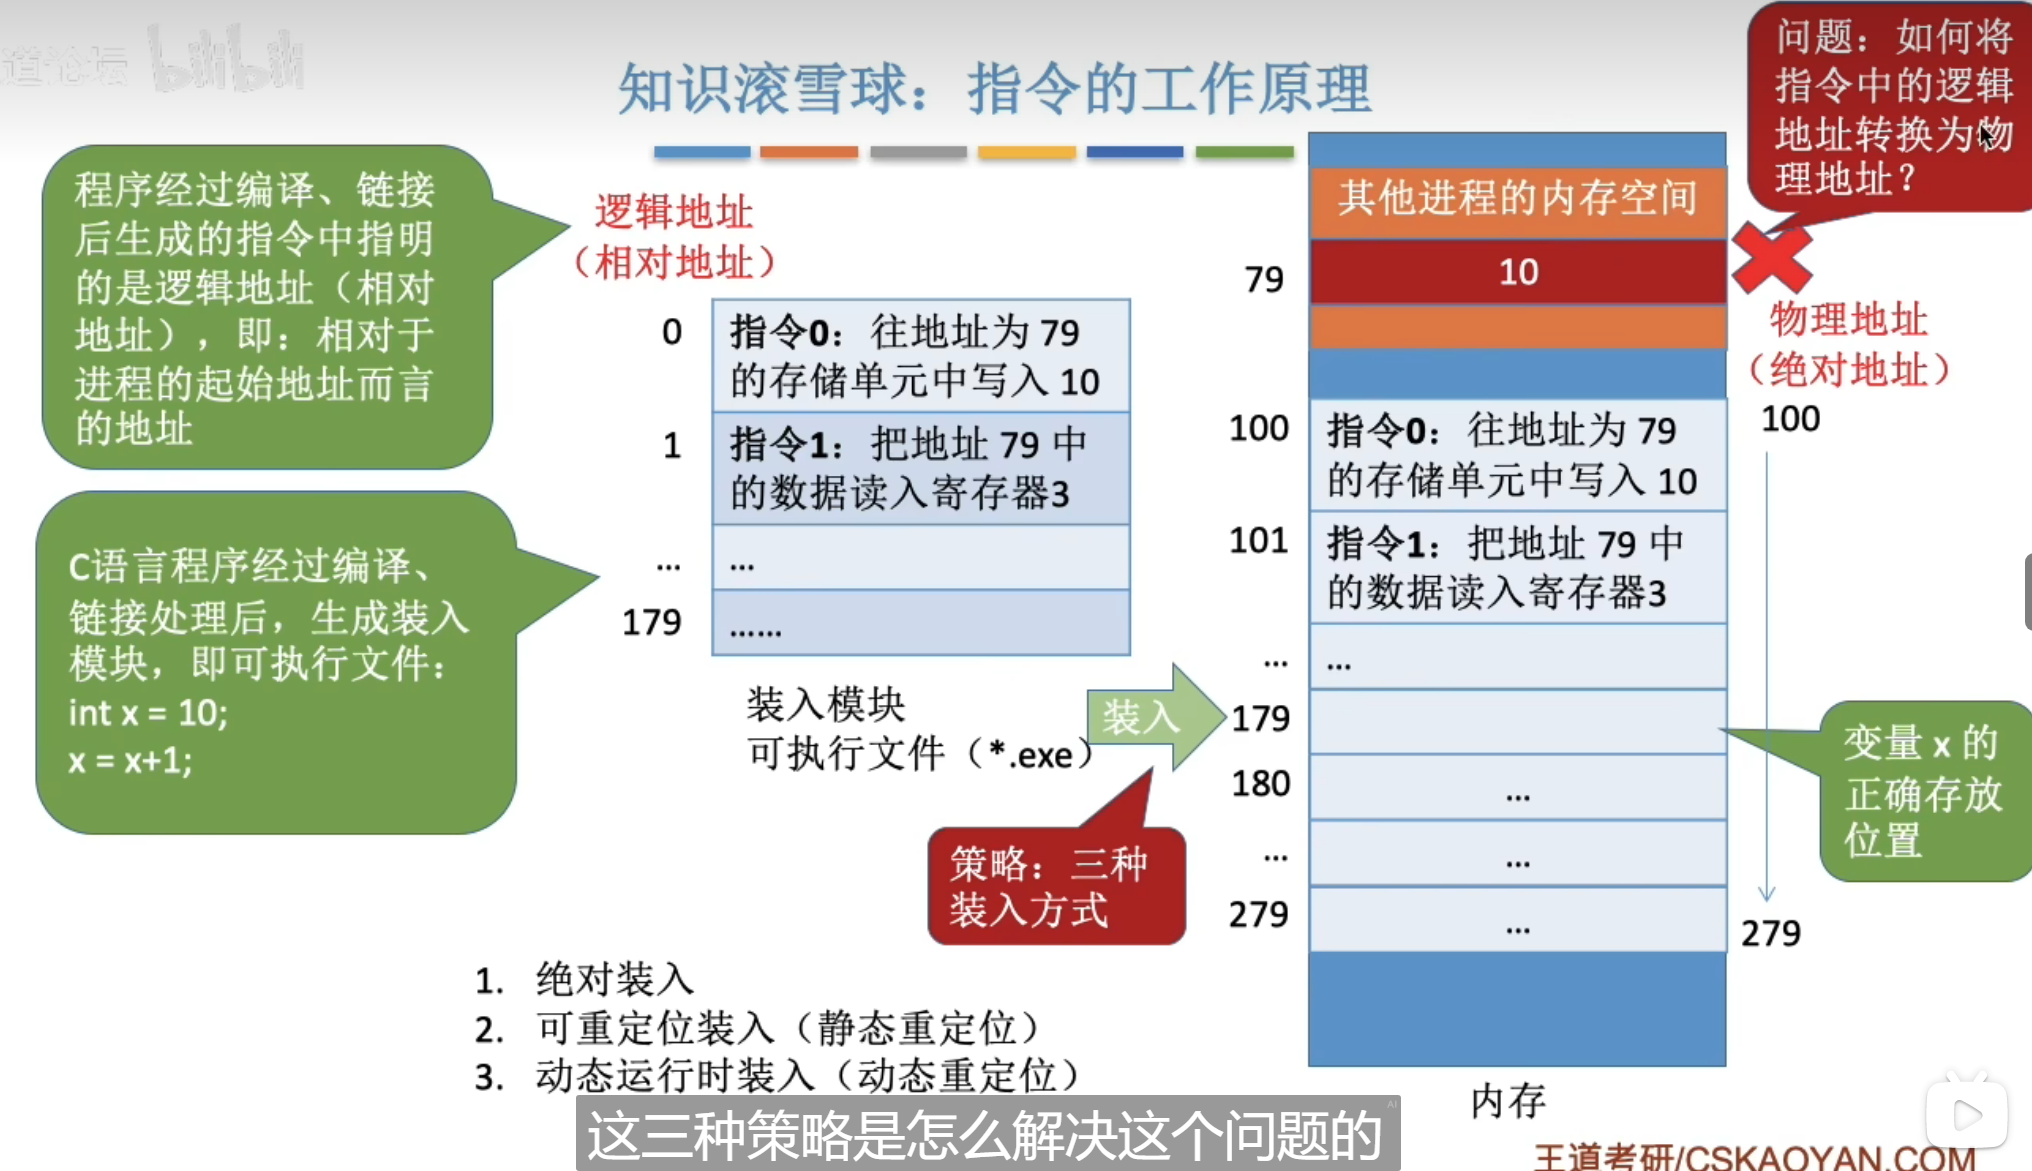 道论坛 bilibili
知识滚雪球：指令的工作原理
问题：如何将
指令中的逻辑
地址转换为物
理地址？
程序经过编译、链接
后生成的指令中指明
的是逻辑地址（相对
地址），即：相对于
进程的起始地址而言
的地址
逻辑地址
（相对地址）
0
指令0：往地址为 79
的存储单元中写入 10
1
指令1：把地址 79 中
的数据读入寄存器3
...
...
179
......
C语言程序经过编译、
链接处理后，生成装入
模块，即可执行文件：
int x = 10;
x = x+1;
装入模块
可执行文件（*.exe）
装入
策略：三种
装入方式
其他进程的内存空间
79
10
物理地址
（绝对地址）
100
100
指令0：往地址为 79
的存储单元中写入 10
101
指令1：把地址 79 中
的数据读入寄存器3
...
...
179
180
...
...
...
279
...
279
变量 x 的
正确存放
位置
内存
1. 绝对装入
2. 可重定位装入（静态重定位）
3. 动态运行时装入（动态重定位）
AI
这三种策略是怎么解决这个问题的
王道考研/CSKAOYAN.COM